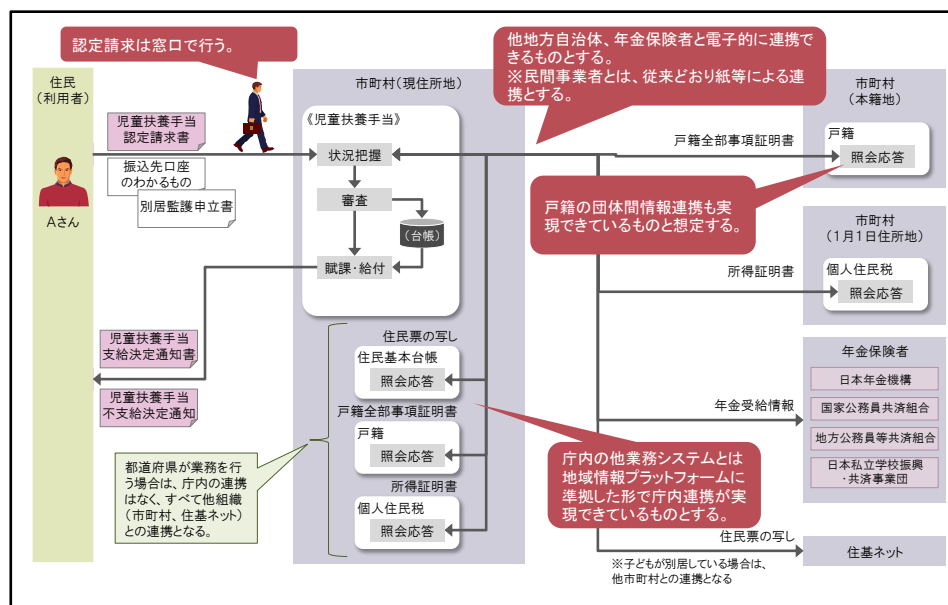 認定請求は窓口で行う。
他地方自治体、年金保険者と電子的に連携で
きるものとする。
※民間事業者とは、従来どおり紙等による連
携とする。
住民
(利用者)
市町村(現住所地)
市町村
(本籍地)
児童扶養手当
認定請求書
《児童扶養手当》
戸籍全部事項証明書
戸籍
照会応答
状況把握
振込先口座
のわかるもの
別居監護申立書
Aさん
審査
(台帳)
戸籍の団体間情報連携も実
現できているものと想定する。
市町村
(1月1日住所地)
賦課・給付
所得証明書
個人住民税
照会応答
児童扶養手当
支給決定通知書
児童扶養手当
不支給決定通知
住民票の写し
住民基本台帳
照会応答
戸籍全部事項証明書
戸籍
照会応答
所得証明書
個人住民税
照会応答
年金保険者
日本年金機構
年金受給情報
国家公務員共済組合
地方公務員等共済組合
日本私立学校振興
・共済事業団
都道府県が業務を行
う場合は、庁内の連携
はなく、すべて他組織
(市町村、住基ネット)
との連携となる。
庁内の他業務システムとは
地域情報プラットフォームに
準拠した形で庁内連携が実
現できているものとする。
住民票の写し
住基ネット
※子どもが別居している場合は、
他市町村との連携となる